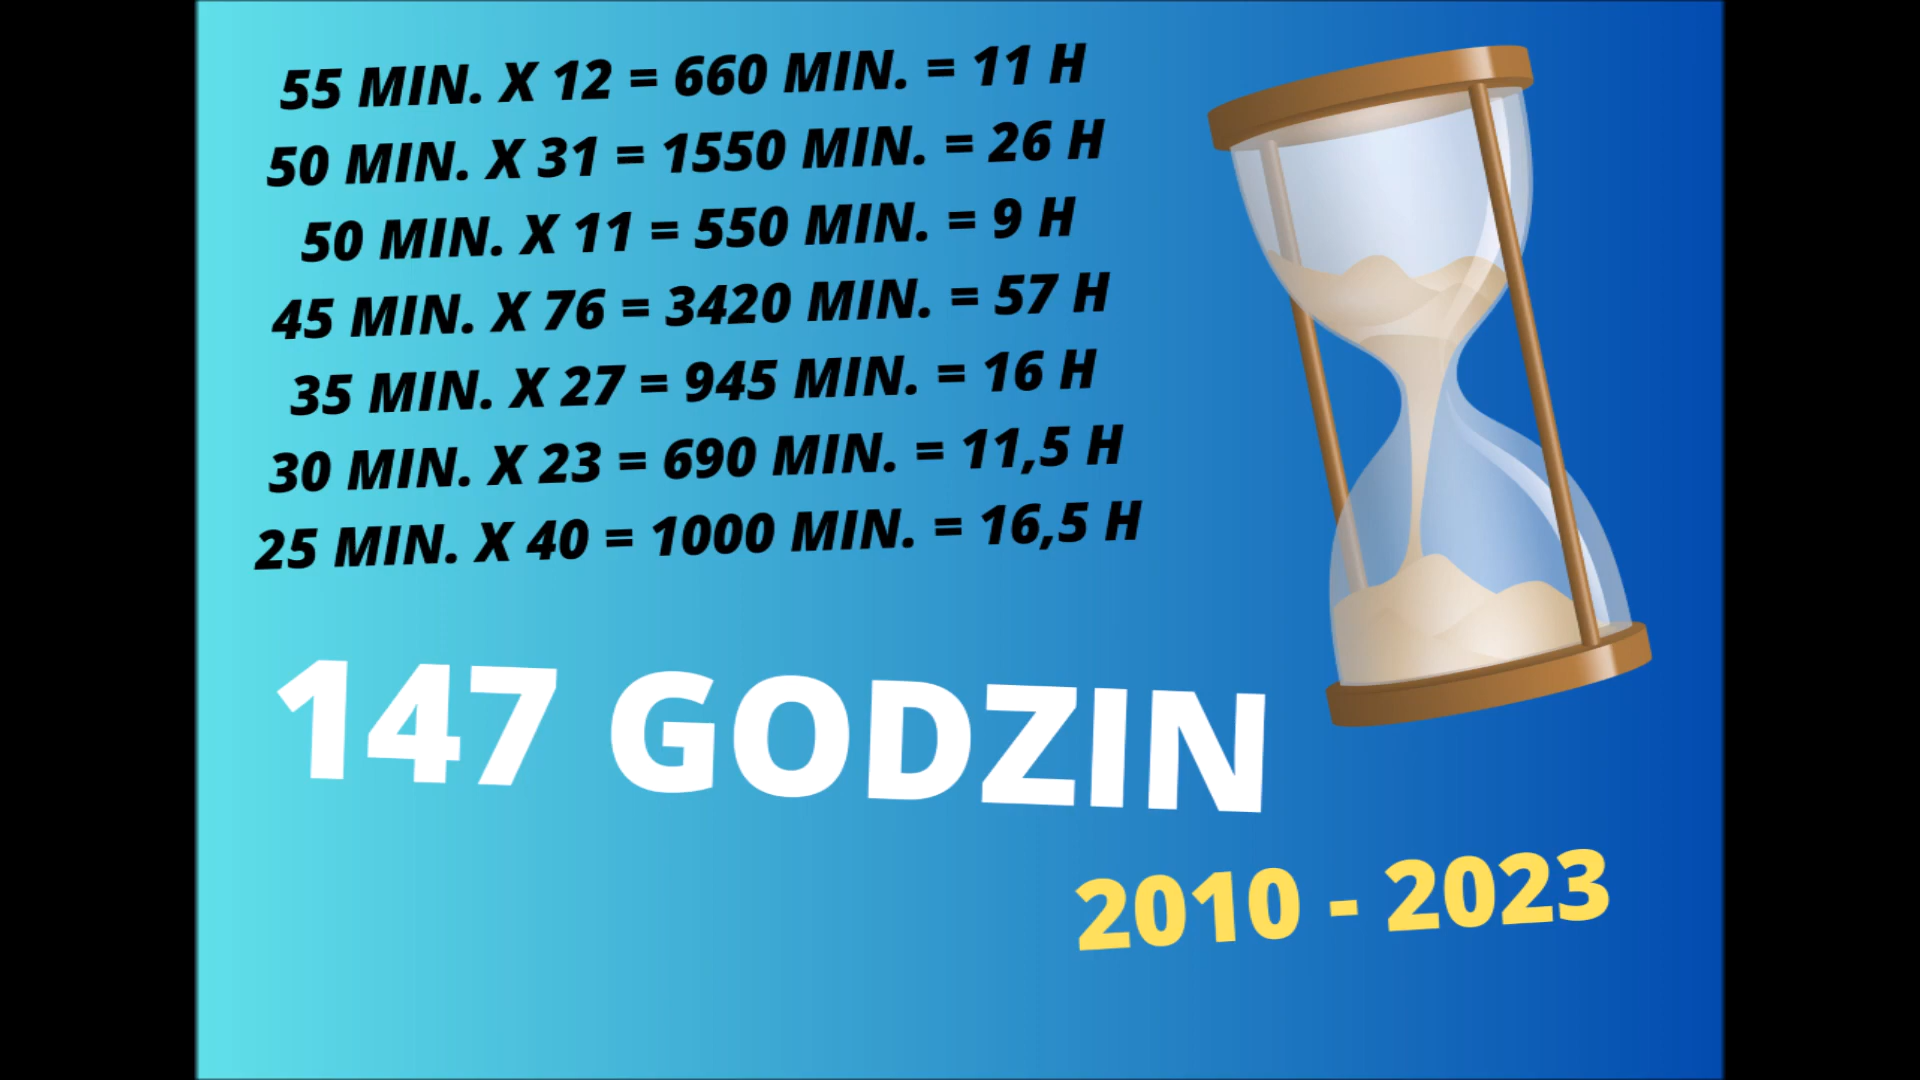 55 MIN. X 12 = 660 MIN. = 11 H
50 MIN. X 31 = 1550 MIN. = 26 H
50 MIN. X 11 = 550 MIN. = 9 H
45 MIN. X 76 = 3420 MIN. = 57 H
35 MIN. X 27 = 945 MIN. = 16 H
30 MIN. X 23 = 690 MIN. = 11,5 H
25 MIN. X 40 = 1000 MIN. = 16,5 H
147 GODZIN
2010 - 2023